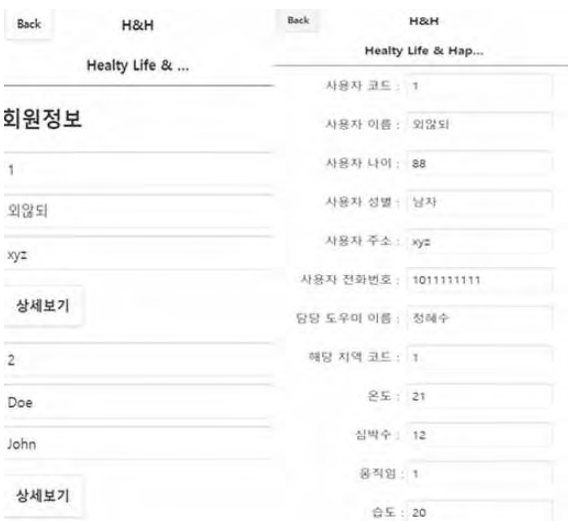 Back
H&H
Healty Life & ...
회원정보
1
외않되
xyz
상세보기
2
Doe
John
상세보기
Back
H&H
Healty Life & Hap...
사용자 코드 : 1
사용자 이름 : 외않되
사용자 나이 : 88
사용자 성별 : 남자
사용자 주소 : xyz
사용자 전화번호 : 1011111111
담당 도우미 이름 : 정혜수
해당 지역 코드 : 1
온도 : 21
심박수 : 12
움직임 : 1
습도 : 20